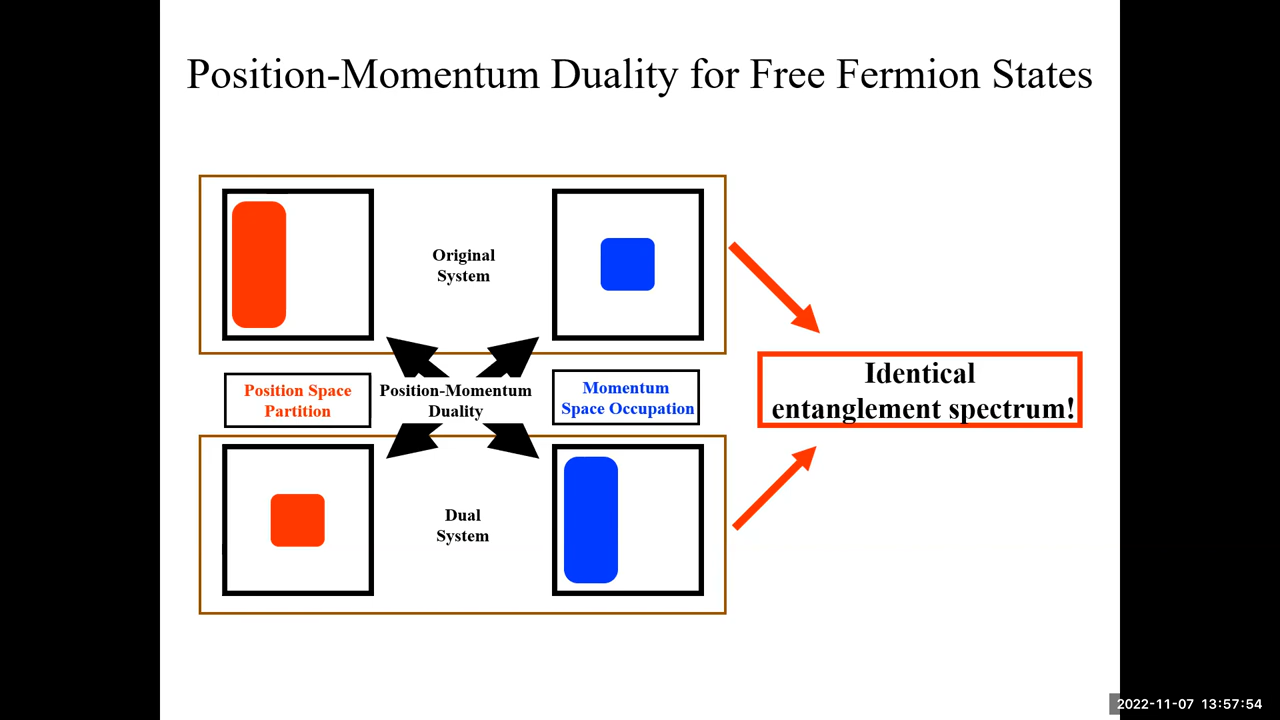 Position-Momentum Duality for Free Fermion States
Original
System
Position Space
Partition
Position-Momentum
Duality
Momentum
Space Occupation
Identical
entanglement spectrum!
Dual
System
2022-11-07 13:57:54